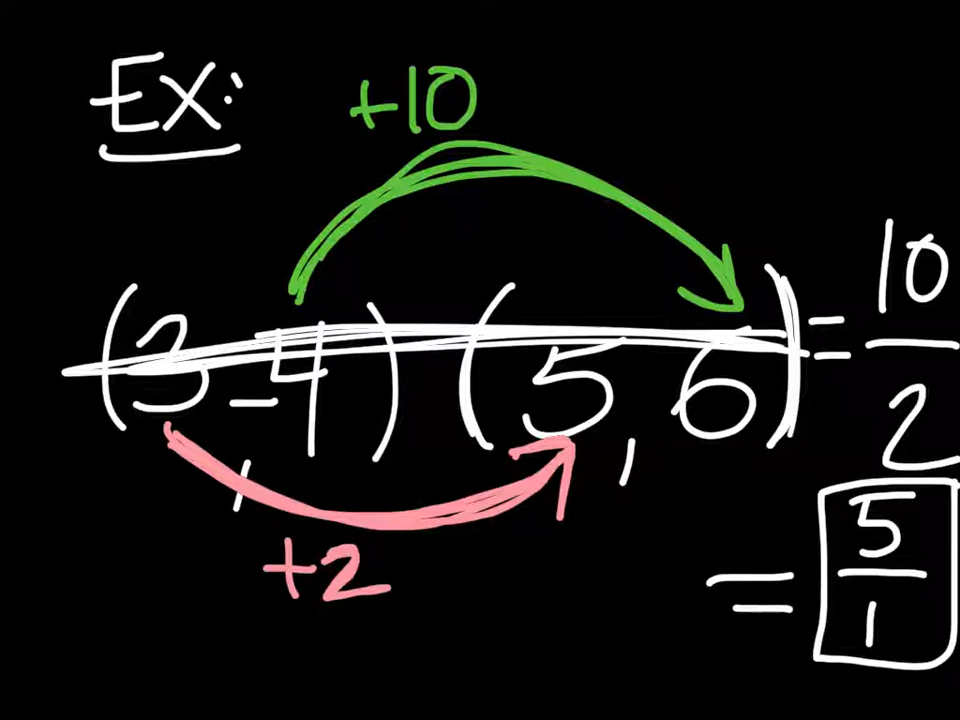 EX:
+10
(3, -4) (5, 6) = 10/2
+2
= 5/1